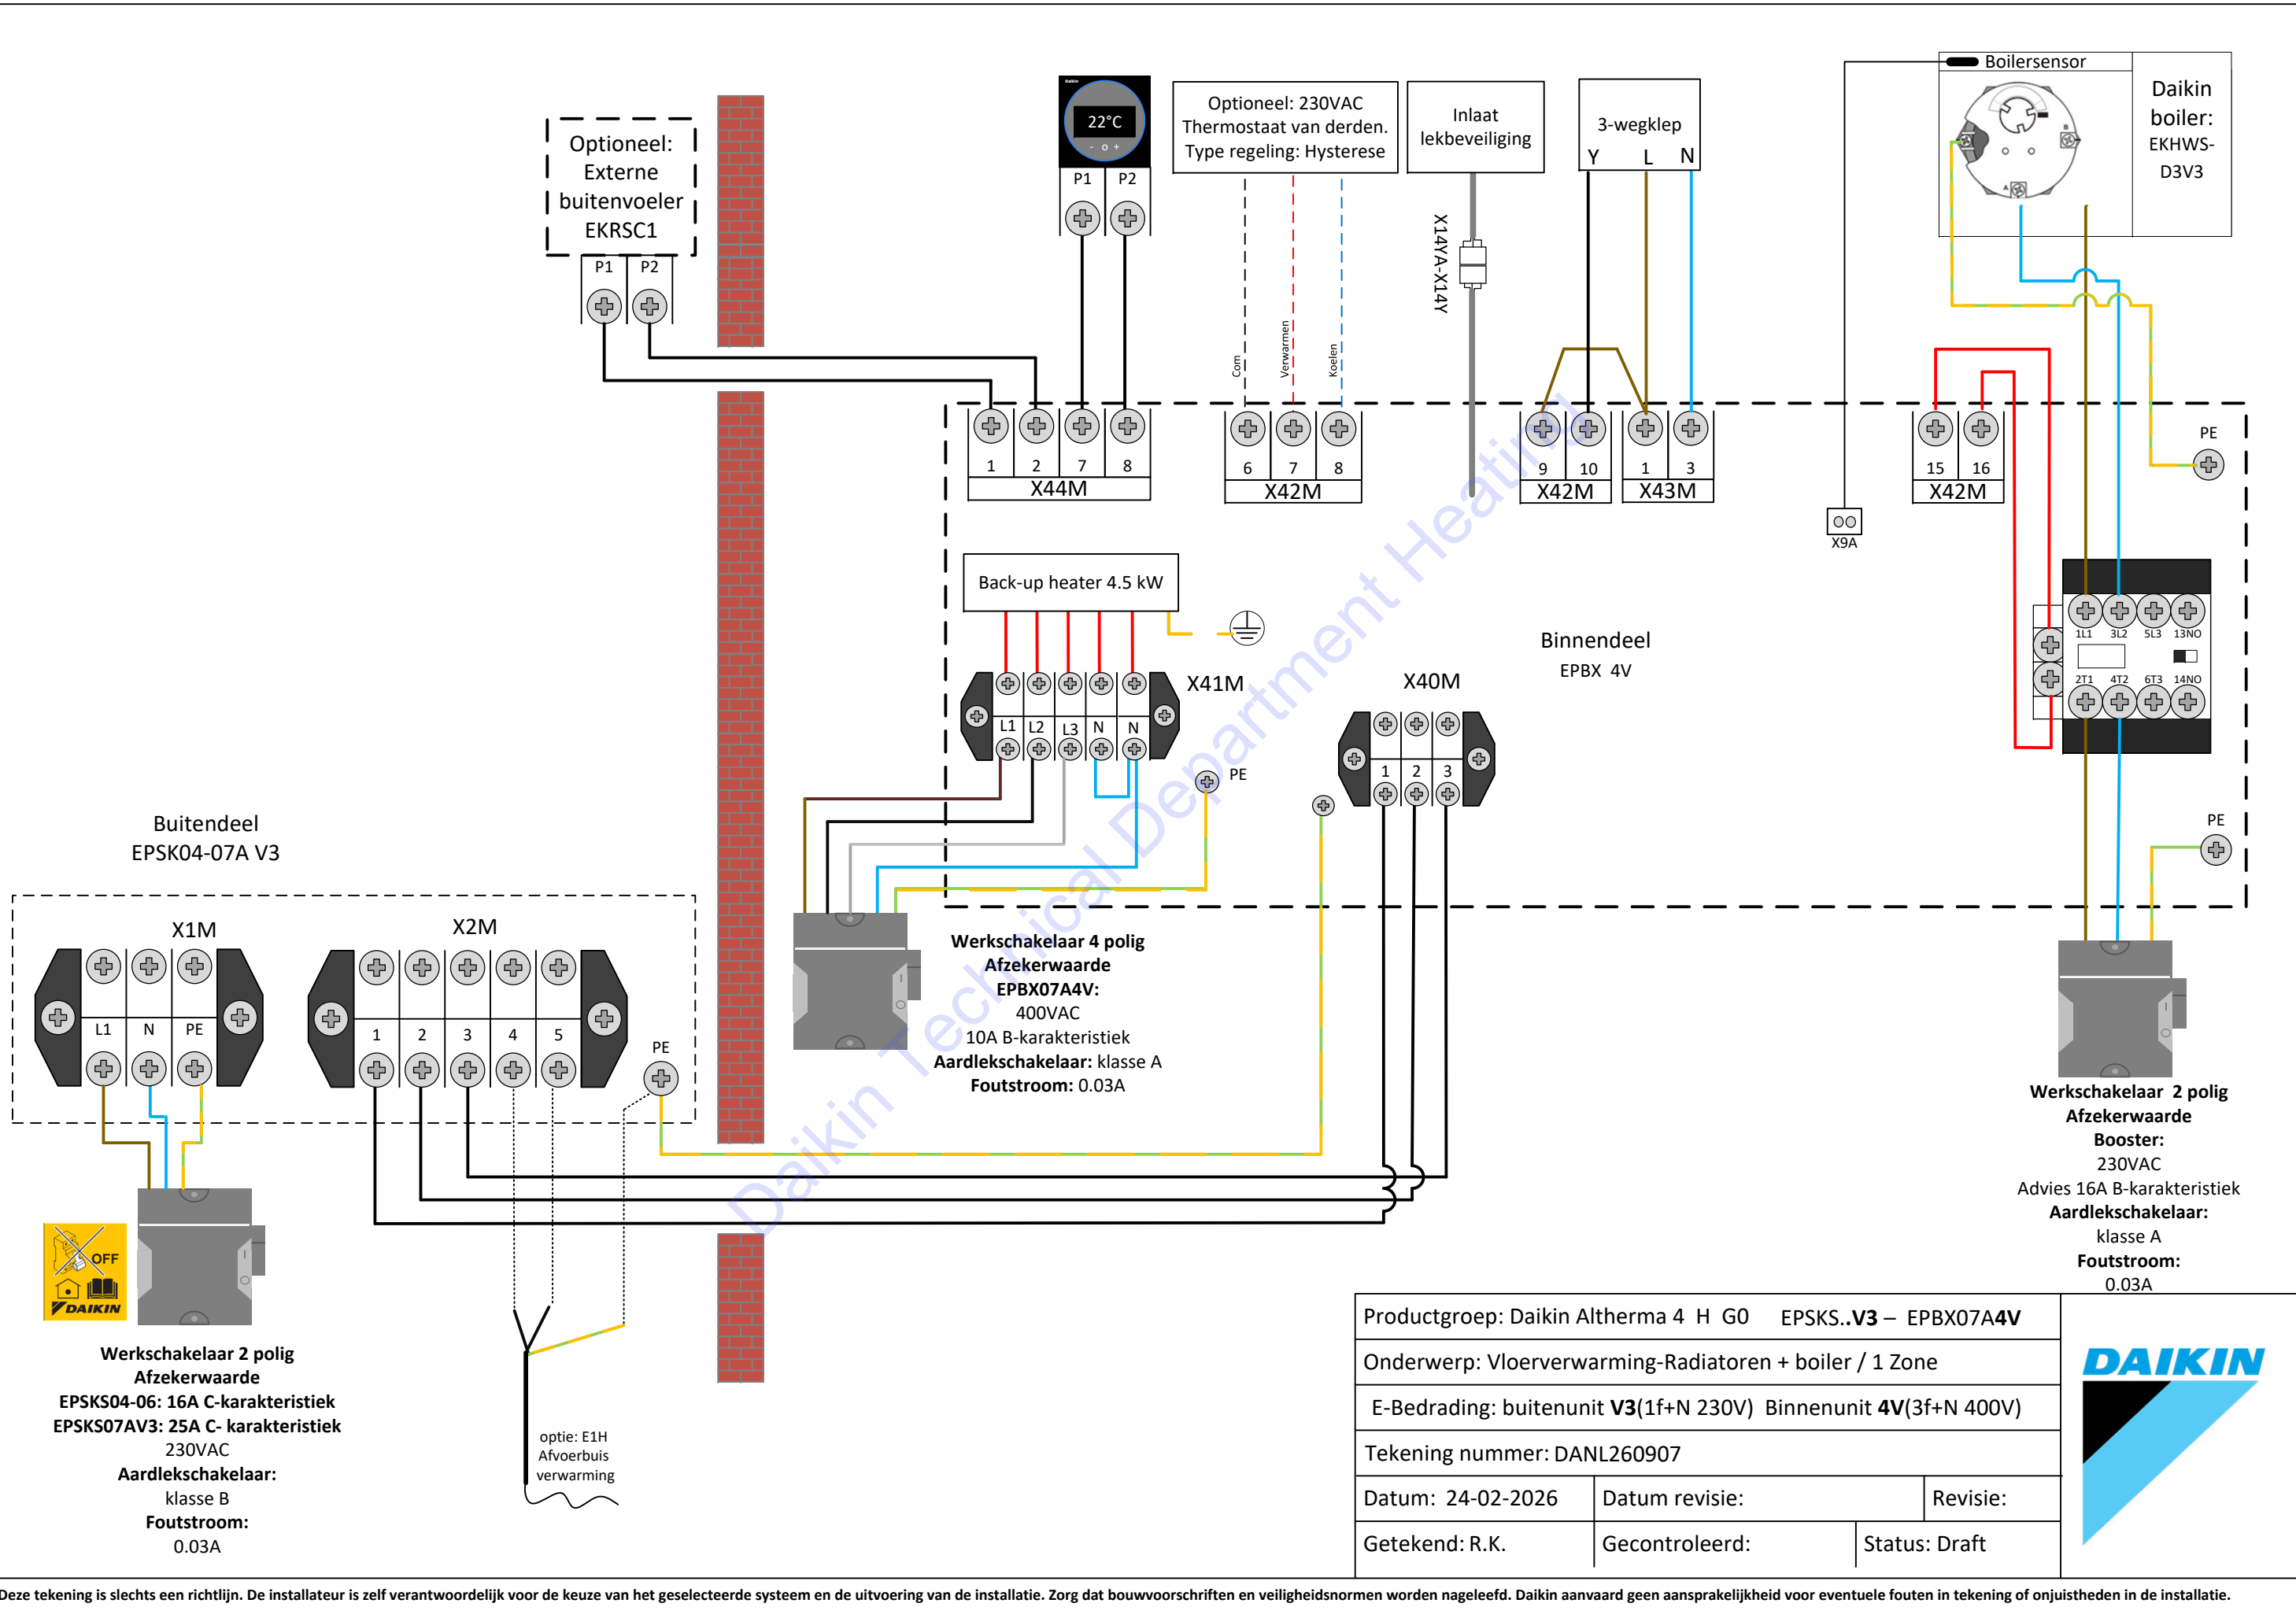 Optioneel:
Externe
buitenvoeler
EKRSC1
P1 P2
Daikin
22°C
- o +
P1 P2
Optioneel: 230VAC
Thermostaat van derden.
Type regeling: Hysterese
Com
Verwarmen
Koelen
Inlaat
lekbeveiliging
X14YA-X14Y
3-wegklep
Y L N
Boilersensor
A
B
Daikin
boiler:
EKHWS-
D3V3
1 2 7 8
X44M
6 7 8
X42M
9 10
X42M
1 3
X43M
X9A
15 16
X42M
PE
Back-up heater 4.5 kW
X41M
L1 L2 L3 N N
PE
X40M
1 2 3
Binnendeel
EPBX 4V
1L1 3L2 5L3 13NO
2T1 4T2 6T3 14NO
PE
Buitendeel
EPSK04-07A V3
X1M
L1 N PE
X2M
1 2 3 4 5
PE
Werkschakelaar 4 polig
Afzekerwaarde
EPBX07A4V:
400VAC
10A B-karakteristiek
Aardlekschakelaar: klasse A
Foutstroom: 0.03A
Werkschakelaar 2 polig
Afzekerwaarde
Booster:
230VAC
Advies 16A B-karakteristiek
Aardlekschakelaar:
klasse A
Foutstroom:
0.03A
OFF
DAIKIN
Werkschakelaar 2 polig
Afzekerwaarde
EPSKS04-06: 16A C-karakteristiek
EPSKS07AV3: 25A C- karakteristiek
230VAC
Aardlekschakelaar:
klasse B
Foutstroom:
0.03A
optie: E1H
Afvoerbuis
verwarming
Daikin Technical Department Heating
Productgroep: Daikin Altherma 4 H G0 EPSKS..V3 – EPBX07A4V
Onderwerp: Vloerverwarming-Radiatoren + boiler / 1 Zone
E-Bedrading: buitenunit V3(1f+N 230V) Binnenunit 4V(3f+N 400V)
Tekening nummer: DANL260907
Datum: 24-02-2026 Datum revisie: Revisie:
Getekend: R.K. Gecontroleerd: Status: Draft
DAIKIN
Deze tekening is slechts een richtlijn. De installateur is zelf verantwoordelijk voor de keuze van het geselecteerde systeem en de uitvoering van de installatie. Zorg dat bouwvoorschriften en veiligheidsnormen worden nageleefd. Daikin aanvaard geen aansprakelijkheid voor eventuele fouten in tekening of onjuistheden in de installatie.